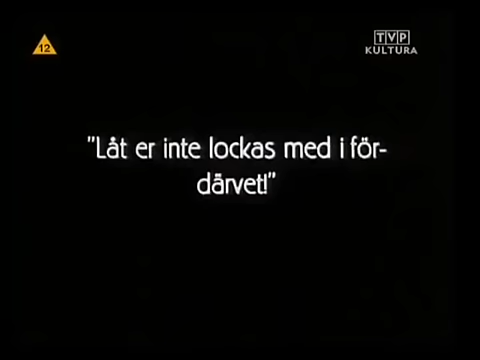 12
TVP
KULTURA
"Låt er inte lockas med i för-
därvet!"